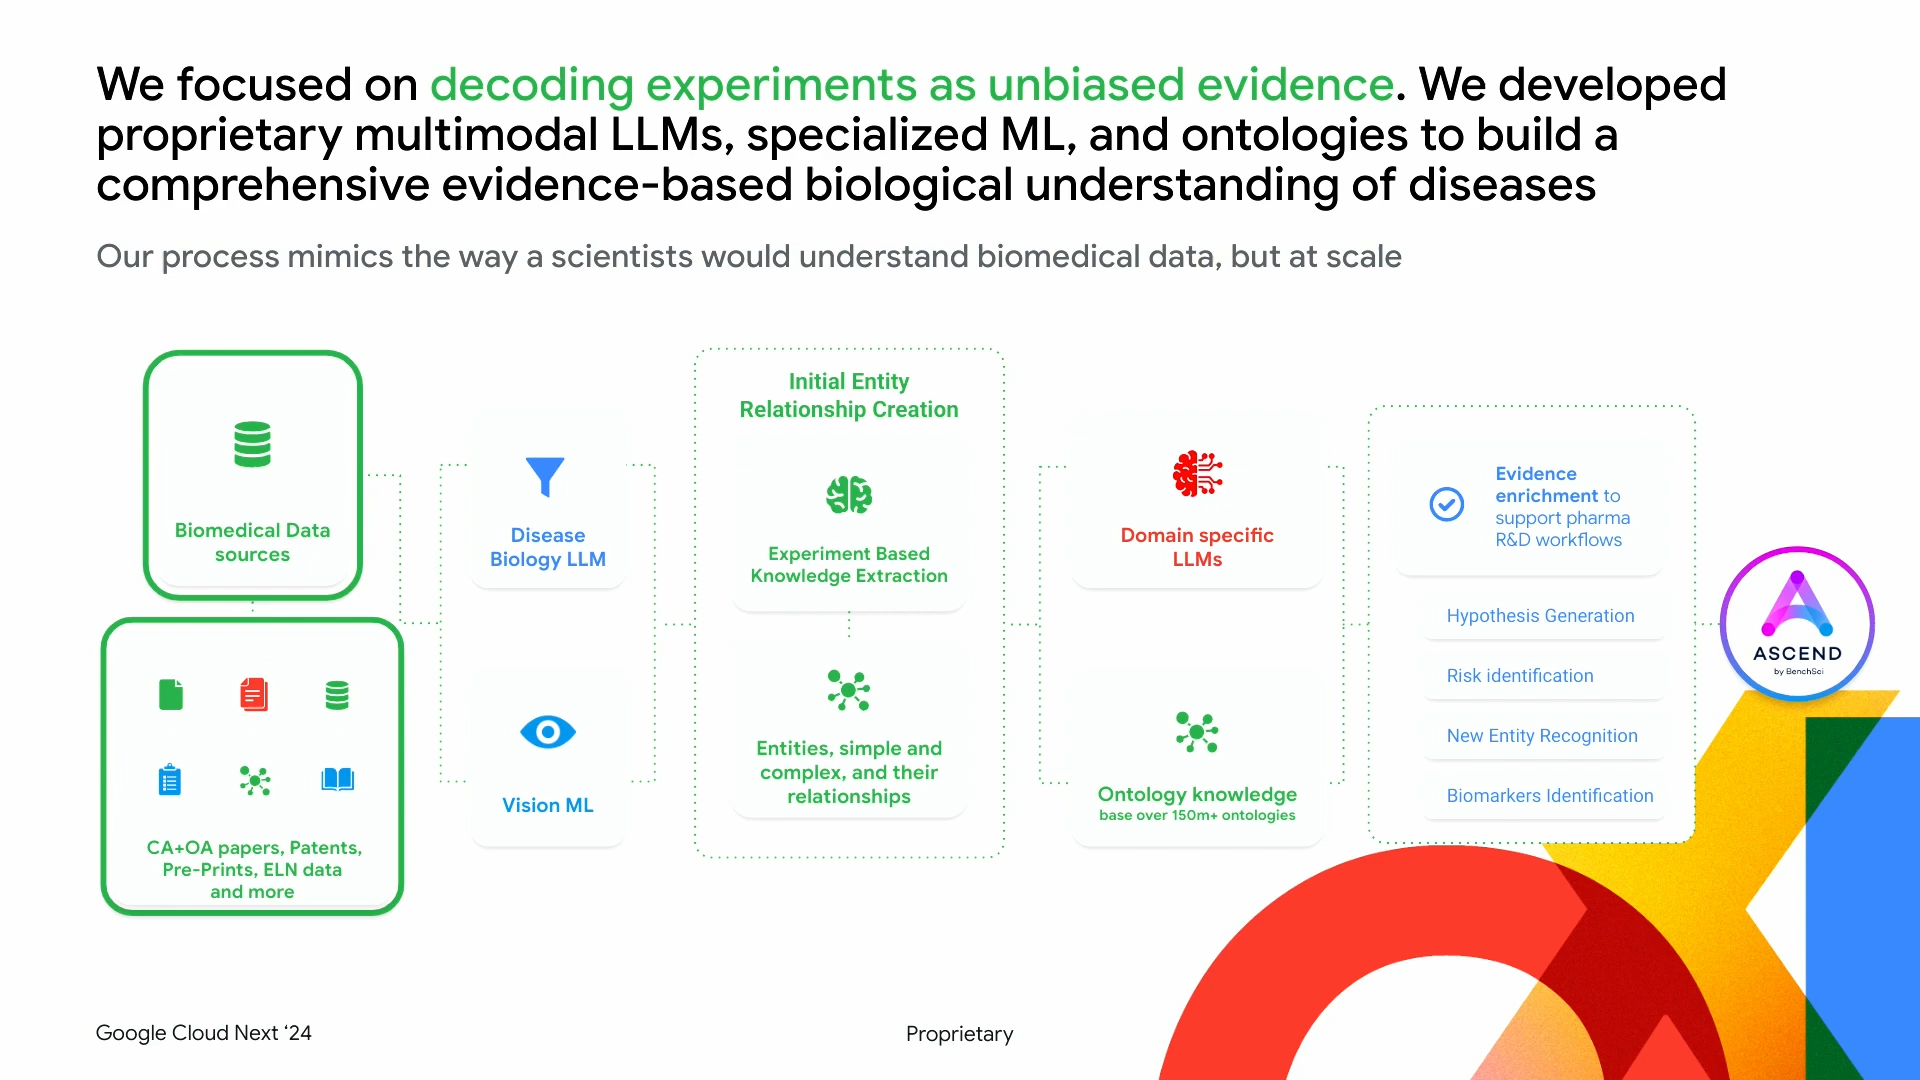 We focused on decoding experiments as unbiased evidence. We developed
proprietary multimodal LLMs, specialized ML, and ontologies to build a
comprehensive evidence-based biological understanding of diseases
Our process mimics the way a scientists would understand biomedical data, but at scale
Biomedical Data
sources
CA+OA papers, Patents,
Pre-Prints, ELN data
and more
Disease
Biology LLM
Vision ML
Initial Entity
Relationship Creation
Experiment Based
Knowledge Extraction
Entities, simple and
complex, and their
relationships
Domain specific
LLMs
Ontology knowledge
base over 150m+ ontologies
Evidence
enrichment to
support pharma
R&D workflows
Hypothesis Generation
Risk identification
New Entity Recognition
Biomarkers Identification
ASCEND
by BenchSci
Google Cloud Next ‘24
Proprietary